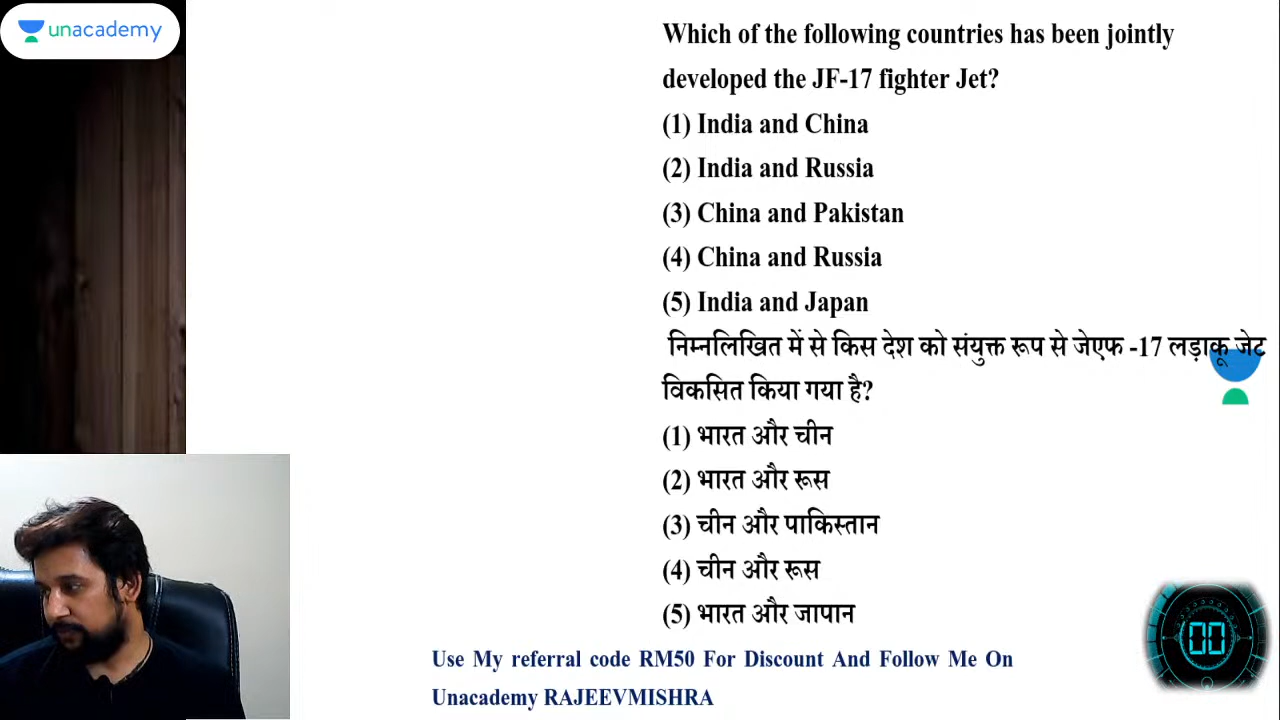 unacademy
Which of the following countries has been jointly
developed the JF-17 fighter Jet?
(1) India and China
(2) India and Russia
(3) China and Pakistan
(4) China and Russia
(5) India and Japan
निम्नलिखित में से किस देश को संयुक्त रूप से जेएफ -17 लड़ाकू जेट
विकसित किया गया है?
(1) भारत और चीन
(2) भारत और रूस
(3) चीन और पाकिस्तान
(4) चीन और रूस
(5) भारत और जापान
00
Use My referral code RM50 For Discount And Follow Me On
Unacademy RAJEEVMISHRA